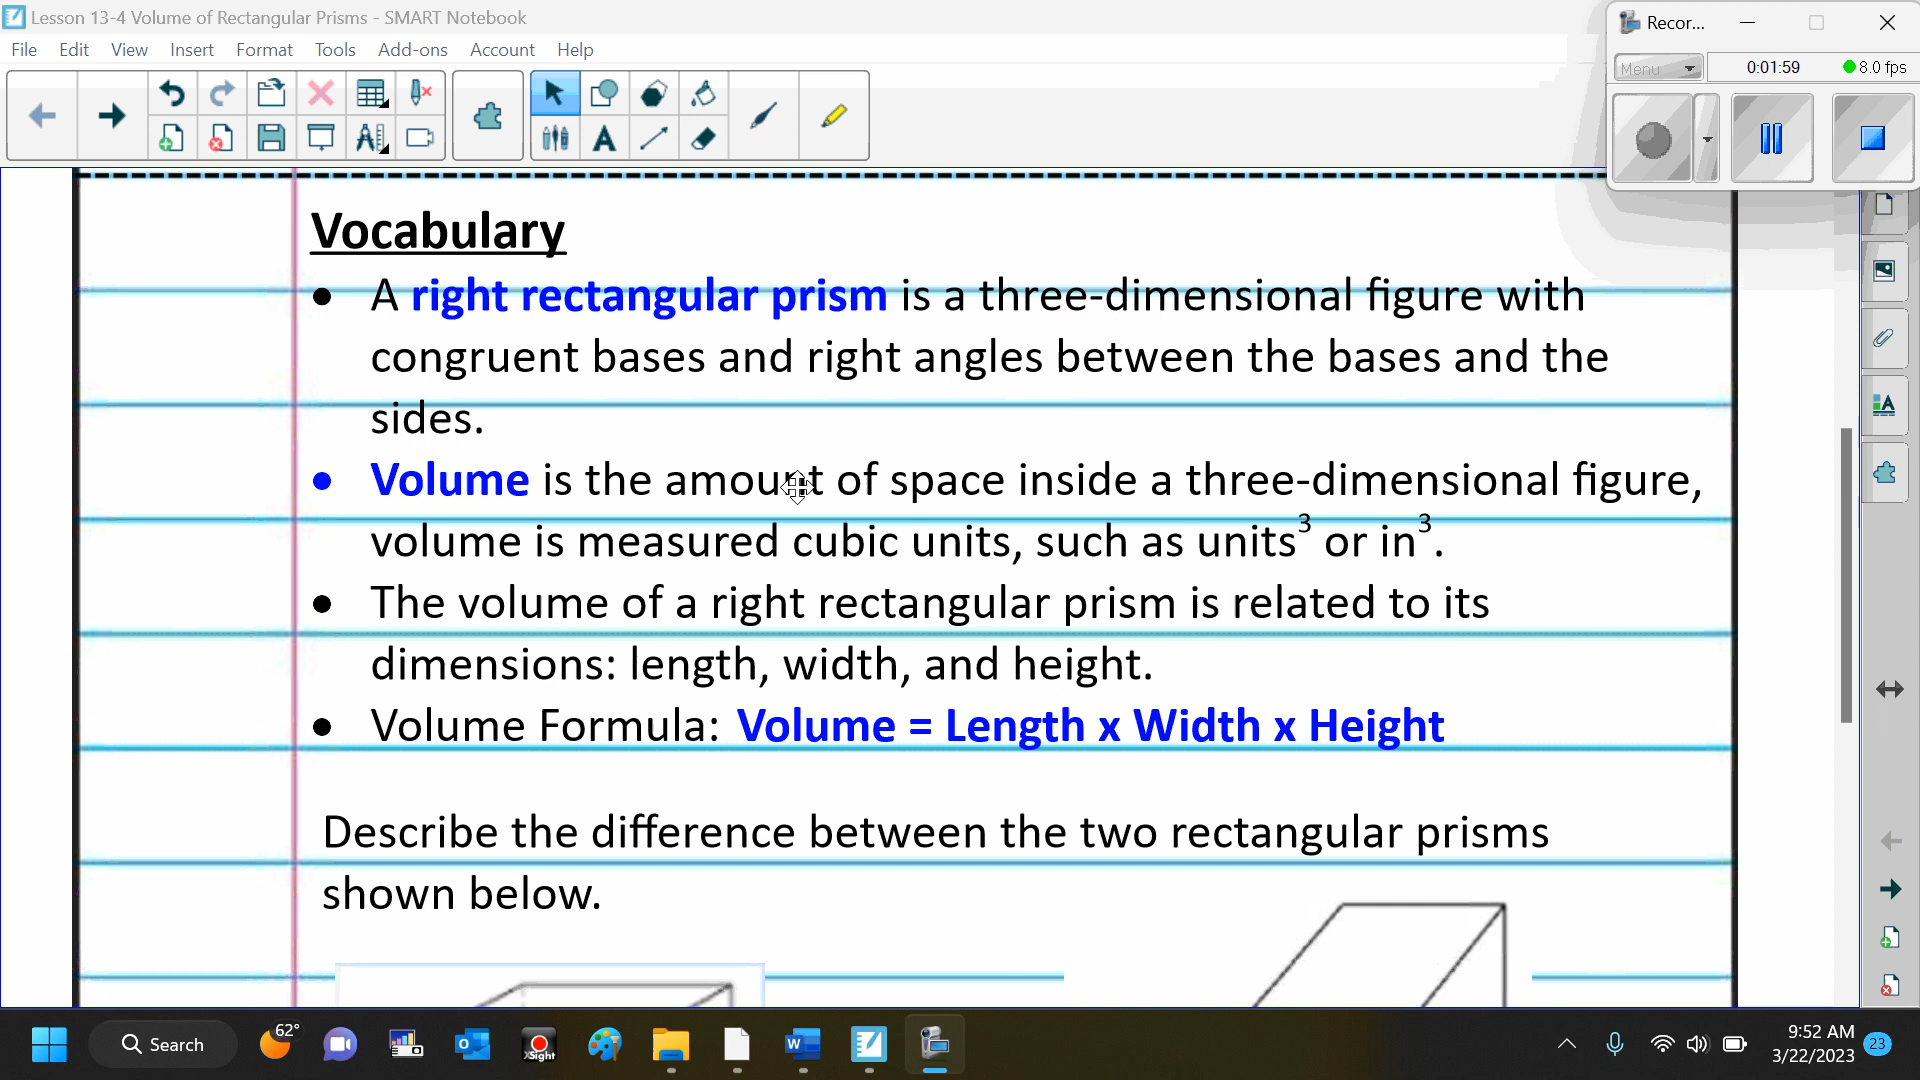 Lesson 13-4 Volume of Rectangular Prisms - SMART Notebook
File Edit View Insert Format Tools Add-ons Account Help
Recor...
Menu 0:01:59 8.0 fps
Vocabulary
• A right rectangular prism is a three-dimensional figure with
congruent bases and right angles between the bases and the
sides.
• Volume is the amount of space inside a three-dimensional figure,
volume is measured cubic units, such as units³ or in³.
• The volume of a right rectangular prism is related to its
dimensions: length, width, and height.
• Volume Formula: Volume = Length x Width x Height
Describe the difference between the two rectangular prisms
shown below.
62°
Search
XSight
9:52 AM
3/22/2023
23